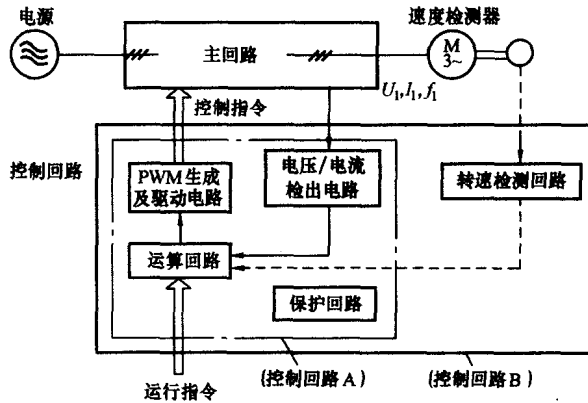 电源
速度检测器
主回路
M
3~
U₁,I₁,f₁
控制指令
控制回路
PWM生成
及驱动电路
电压/电流
检出电路
转速检测回路
运算回路
保护回路
运行指令
(控制回路A)
(控制回路B)